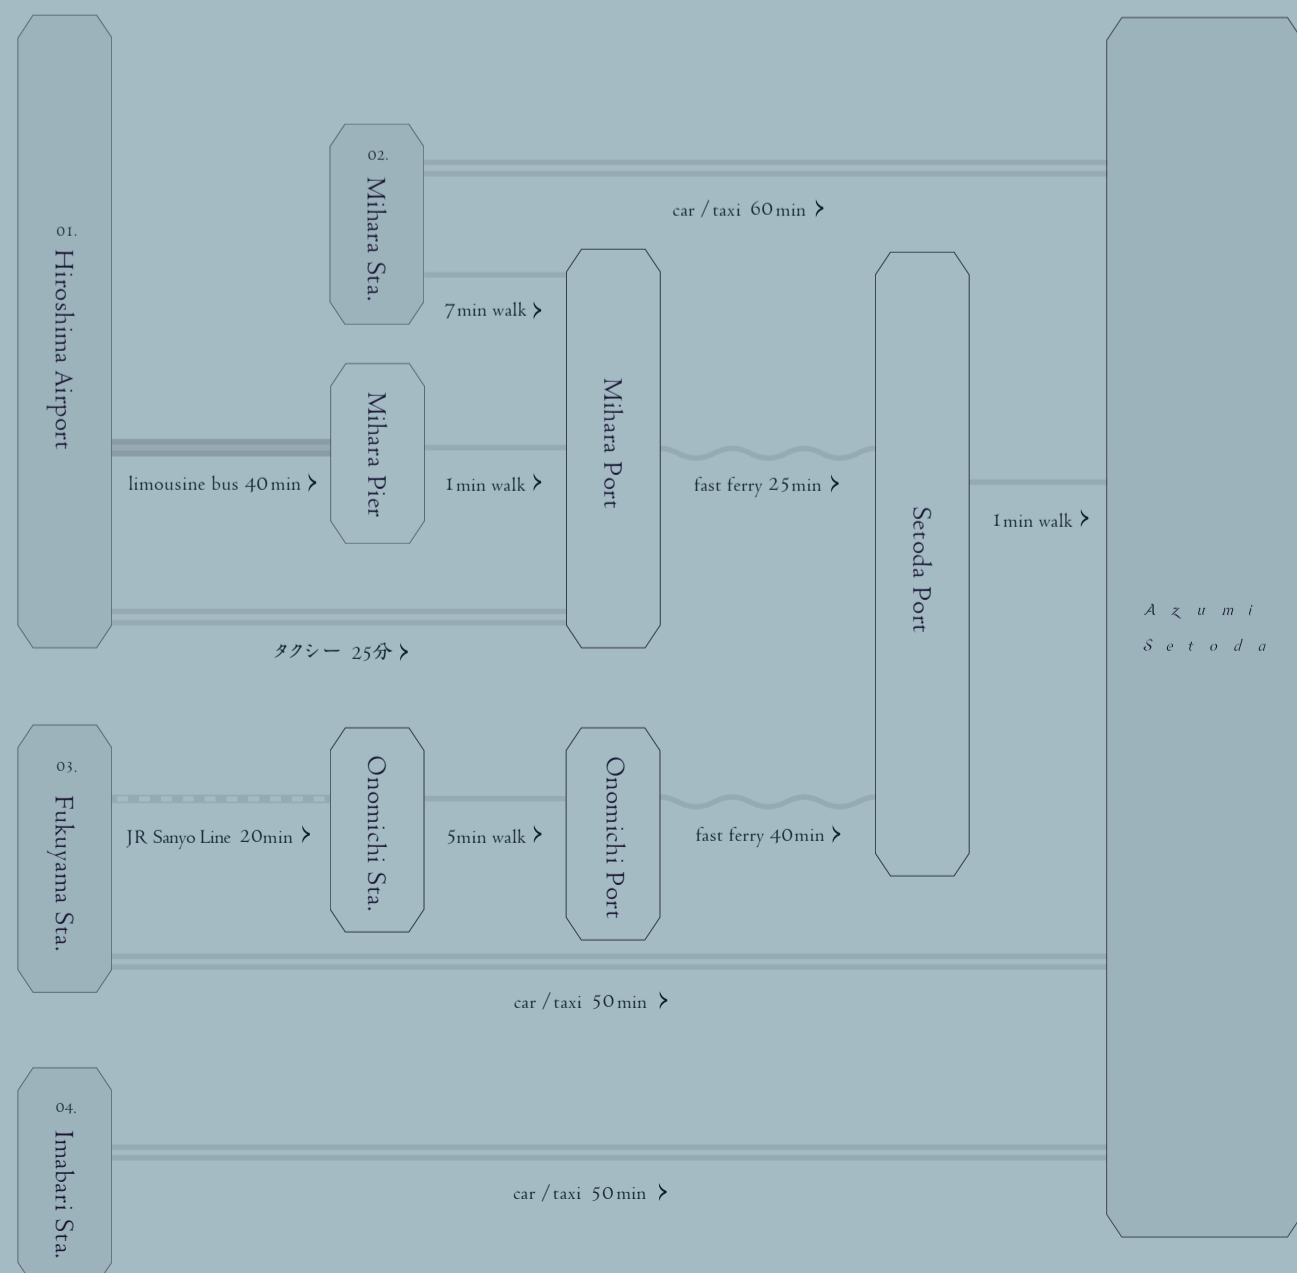 01. Hiroshima Airport
02. Mihara Sta.
car / taxi 60min
7min walk
Mihara Pier
Mihara Port
limousine bus 40min
1min walk
fast ferry 25min
Setoda Port
1min walk
Azumi
Setoda
タクシー 25分
03. Fukuyama Sta.
Onomichi Sta.
Onomichi Port
JR Sanyo Line 20min
5min walk
fast ferry 40min
car / taxi 50min
04. Imabari Sta.
car / taxi 50min